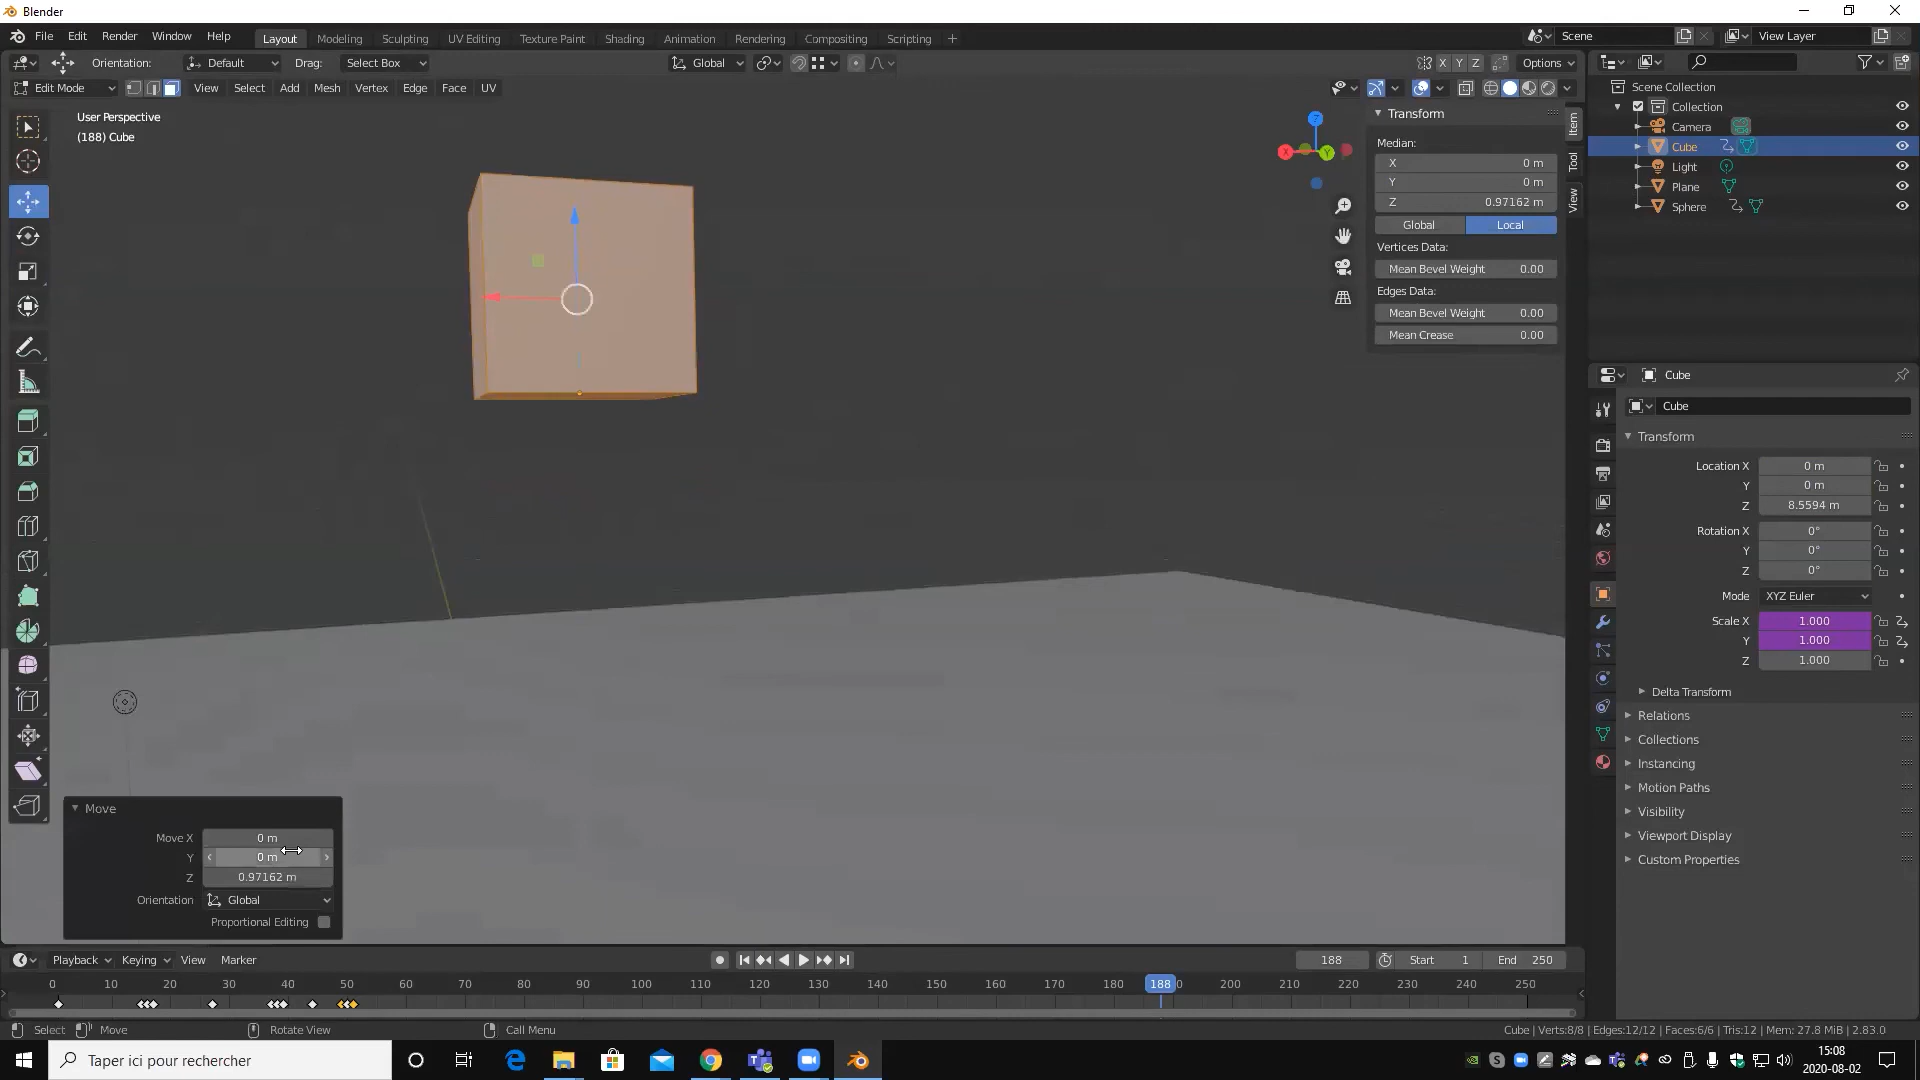 Blender
File Edit Render Window Help Layout Modeling Sculpting UV Editing Texture Paint Shading Animation Rendering Compositing Scripting + Scene View Layer
Orientation: Default Drag: Select Box Global X Y Z Options
Edit Mode View Select Add Mesh Vertex Edge Face UV
User Perspective
(188) Cube
Z
X
Y
Transform
Median:
X 0 m
Y 0 m
Z 0.97162 m
Global Local
Vertices Data:
Mean Bevel Weight 0.00
Edges Data:
Mean Bevel Weight 0.00
Mean Crease 0.00
Item
Tool
View
Scene Collection
Collection
Camera
Cube
Light
Plane
Sphere
Cube
Cube
Transform
Location X 0 m
Y 0 m
Z 8.5594 m
Rotation X 0°
Y 0°
Z 0°
Mode XYZ Euler
Scale X 1.000
Y 1.000
Z 1.000
Delta Transform
Relations
Collections
Instancing
Motion Paths
Visibility
Viewport Display
Custom Properties
Move
Move X 0 m
Y 0 m
Z 0.97162 m
Orientation Global
Proportional Editing
Playback Keying View Marker 188 Start 1 End 250
0 10 20 30 40 50 60 70 80 90 100 110 120 130 140 150 160 170 180 188 0 200 210 220 230 240 250
Select Move Rotate View Call Menu Cube | Verts:8/8 | Edges:12/12 | Faces:6/6 | Tris:12 | Mem: 27.8 MiB | 2.83.0
Taper ici pour rechercher
15:08
2020-08-02